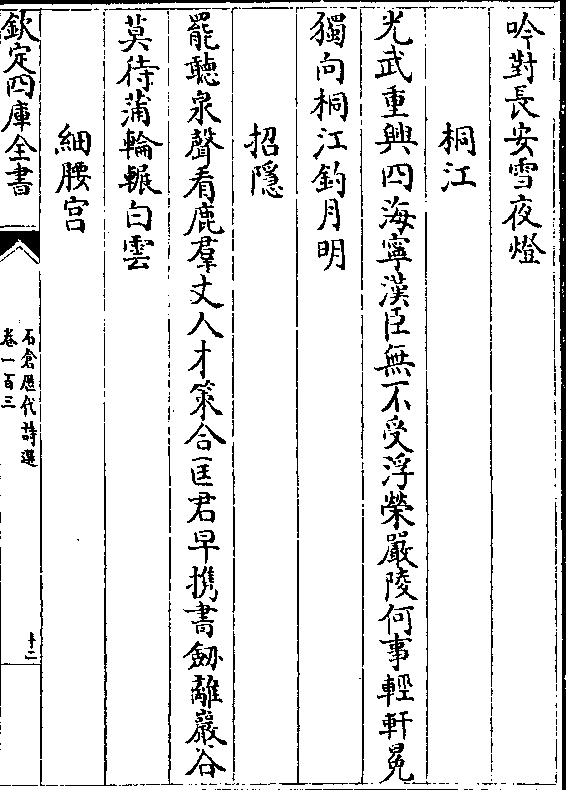 吟對長安雪夜燈
桐江
光武重興四海寧漢臣無不受浮榮嚴陵何事輕軒冕
獨向桐江釣月明
招隱
罷聽泉聲看鹿羣丈人才策合匡君早携書劒離巖谷
莫待蒲輪輾白雲
細腰宫
欽定四庫全書
石倉歷代詩選
卷一百三
十二